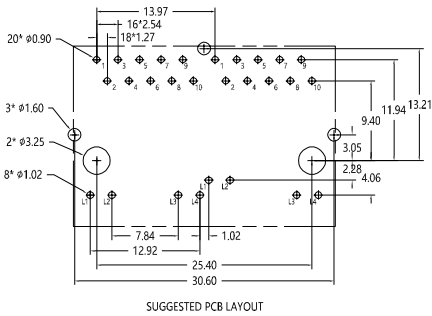 13.97
16*2.54
20* ø0.90
18*1.27
1 3 5 7 9 1 3 5 7 9
2 4 6 8 10 2 4 6 8 10
13.21
11.94
9.40
3* ø1.60
3.05
2* ø3.25
2.28
8* ø1.02
L1 L2
4.06
L1 L2 L3 L4 L3 L4
7.84
1.02
12.92
25.40
30.60
SUGGESTED PCB LAYOUT